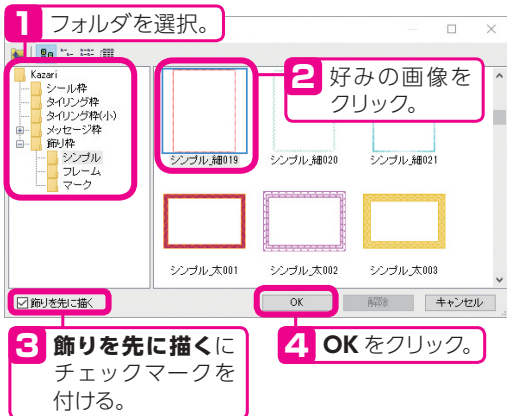 1 フォルダを選択。
Kazari
シール枠
タイリング枠
タイリング枠(小)
メッセージ枠
飾り枠
シンプル
フレーム
マーク
2 好みの画像を
クリック。
シンプル_細019
シンプル_細020
シンプル_細021
シンプル_太001
シンプル_太002
シンプル_太003
飾りを先に描く
OK
解除
キャンセル
3 飾りを先に描くに
チェックマークを
付ける。
4 OK をクリック。